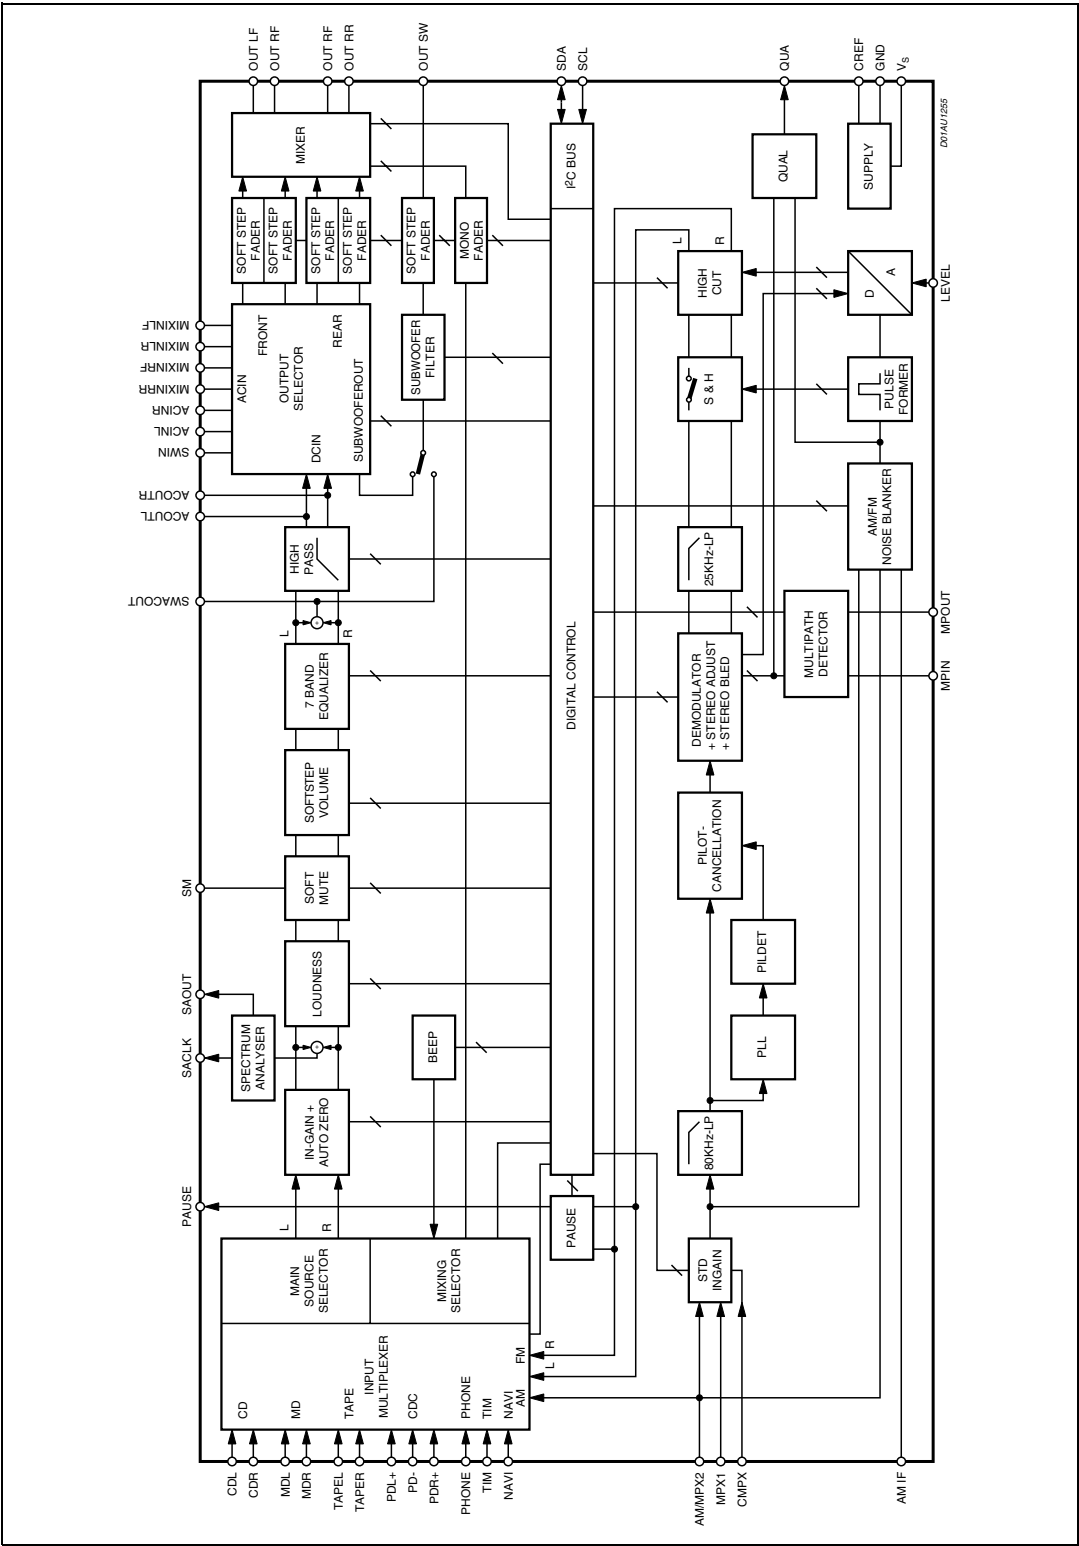 OUT LF
OUT RF
OUT RF
OUT RR
OUT SW
SDA
SCL
QUA
CREF
GND
VS
D01AU1255
MIXER
I²C BUS
QUAL
SUPPLY
SOFT STEP
FADER
SOFT STEP
FADER
SOFT STEP
FADER
SOFT STEP
FADER
SOFT STEP
FADER
MONO
FADER
L
R
HIGH
CUT
D
A
LEVEL
MIXINLF
MIXINLR
MIXINRF
MIXINRR
ACINR
ACINL
SWIN
ACOUTR
ACOUTL
SWACOUT
ACIN
FRONT
OUTPUT
SELECTOR
REAR
DCIN
SUBWOOFEROUT
SUBWOOFER
FILTER
S & H
PULSE
FORMER
HIGH
PASS
25KHz-LP
AM/FM
NOISE BLANKER
L
R
7 BAND
EQUALIZER
DIGITAL CONTROL
DEMODULATOR
+ STEREO ADJUST
+ STEREO BLED
MULTIPATH
DETECTOR
MPOUT
MPIN
SOFTSTEP
VOLUME
PILOT-
CANCELLATION
SM
SOFT
MUTE
PILDET
SAOUT
SACLK
LOUDNESS
SPECTRUM
ANALYSER
BEEP
PLL
IN-GAIN +
AUTO ZERO
80KHz-LP
PAUSE
L
R
PAUSE
MAIN
SOURCE
SELECTOR
MIXING
SELECTOR
STD
INGAIN
CD
MD
TAPE
INPUT
MULTIPLEXER
CDC
PHONE
TIM
NAVI
AM
FM
L
R
CDL
CDR
MDL
MDR
TAPEL
TAPER
PDL+
PD-
PDR+
PHONE
TIM
NAVI
AM/MPX2
MPX1
CMPX
AM IF